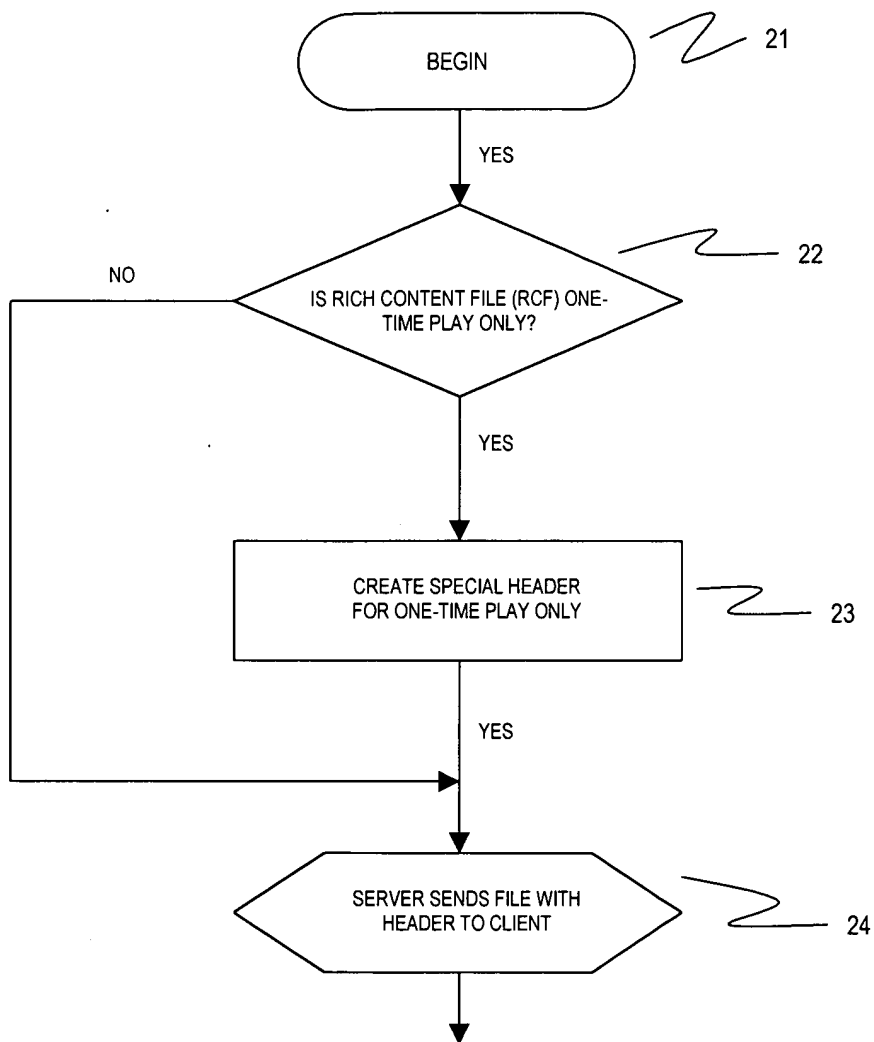 BEGIN
21
YES
22
NO
IS RICH CONTENT FILE (RCF) ONE-
TIME PLAY ONLY?
YES
CREATE SPECIAL HEADER
FOR ONE-TIME PLAY ONLY
23
YES
SERVER SENDS FILE WITH
HEADER TO CLIENT
24